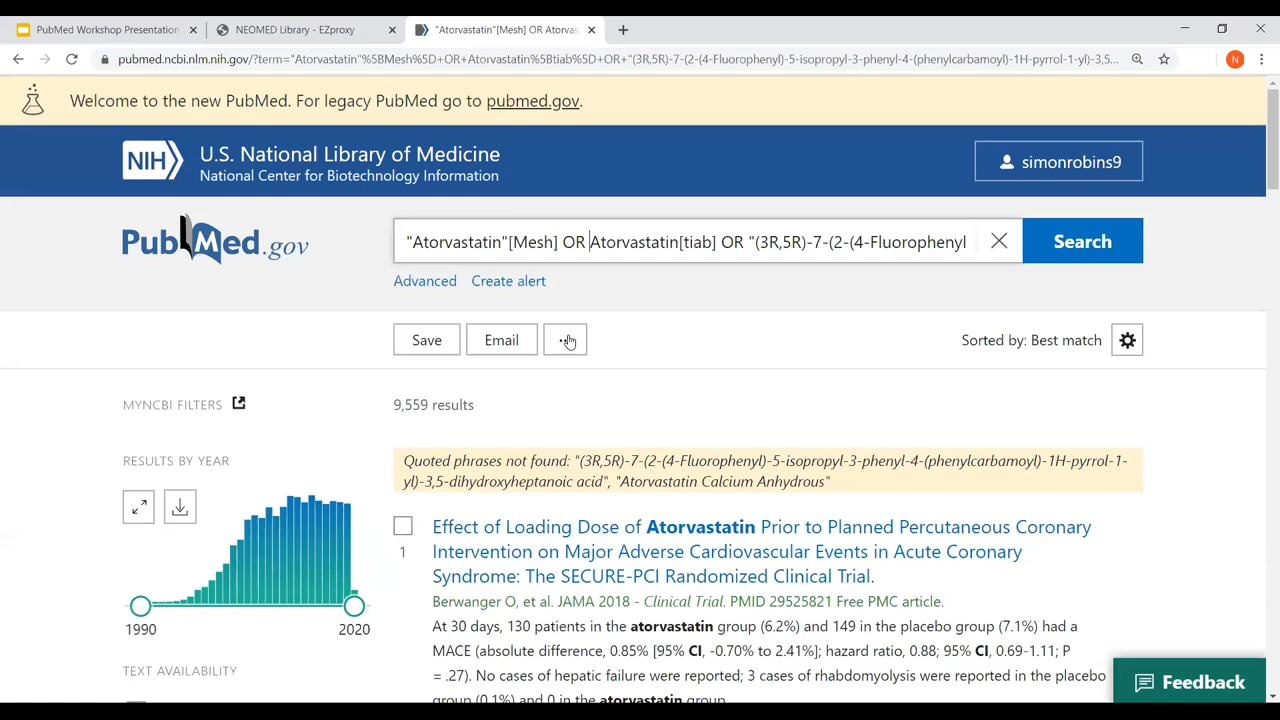 PubMed Workshop Presentation
NEOMED Library - EZproxy
"Atorvastatin"[Mesh] OR Atorvas
pubmed.ncbi.nlm.nih.gov/?term="Atorvastatin"%5BMesh%5D+OR+Atorvastatin%5Btiab%5D+OR+"(3R,5R)-7-(2-(4-Fluorophenyl)-5-isopropyl-3-phenyl-4-(phenylcarbamoyl)-1H-pyrrol-1-yl)-3,5...
N
Welcome to the new PubMed. For legacy PubMed go to pubmed.gov.
NIH
U.S. National Library of Medicine
National Center for Biotechnology Information
simonrobins9
PubMed.gov
"Atorvastatin"[Mesh] OR Atorvastatin[tiab] OR "(3R,5R)-7-(2-(4-Fluorophenyl
Search
Advanced
Create alert
Save
Email
Sorted by: Best match
MYNCBI FILTERS
9,559 results
RESULTS BY YEAR
Quoted phrases not found: "(3R,5R)-7-(2-(4-Fluorophenyl)-5-isopropyl-3-phenyl-4-(phenylcarbamoyl)-1H-pyrrol-1-
yl)-3,5-dihydroxyheptanoic acid", "Atorvastatin Calcium Anhydrous"
Effect of Loading Dose of Atorvastatin Prior to Planned Percutaneous Coronary
1
Intervention on Major Adverse Cardiovascular Events in Acute Coronary
Syndrome: The SECURE-PCI Randomized Clinical Trial.
Berwanger O, et al. JAMA 2018 - Clinical Trial. PMID 29525821 Free PMC article.
1990
2020
At 30 days, 130 patients in the atorvastatin group (6.2%) and 149 in the placebo group (7.1%) had a
MACE (absolute difference, 0.85% [95% CI, -0.70% to 2.41%]; hazard ratio, 0.88; 95% CI, 0.69-1.11; P
TEXT AVAILABILITY
= .27). No cases of hepatic failure were reported; 3 cases of rhabdomyolysis were reported in the placebo
group (0.1%) and 0 in the atorvastatin group.
Feedback